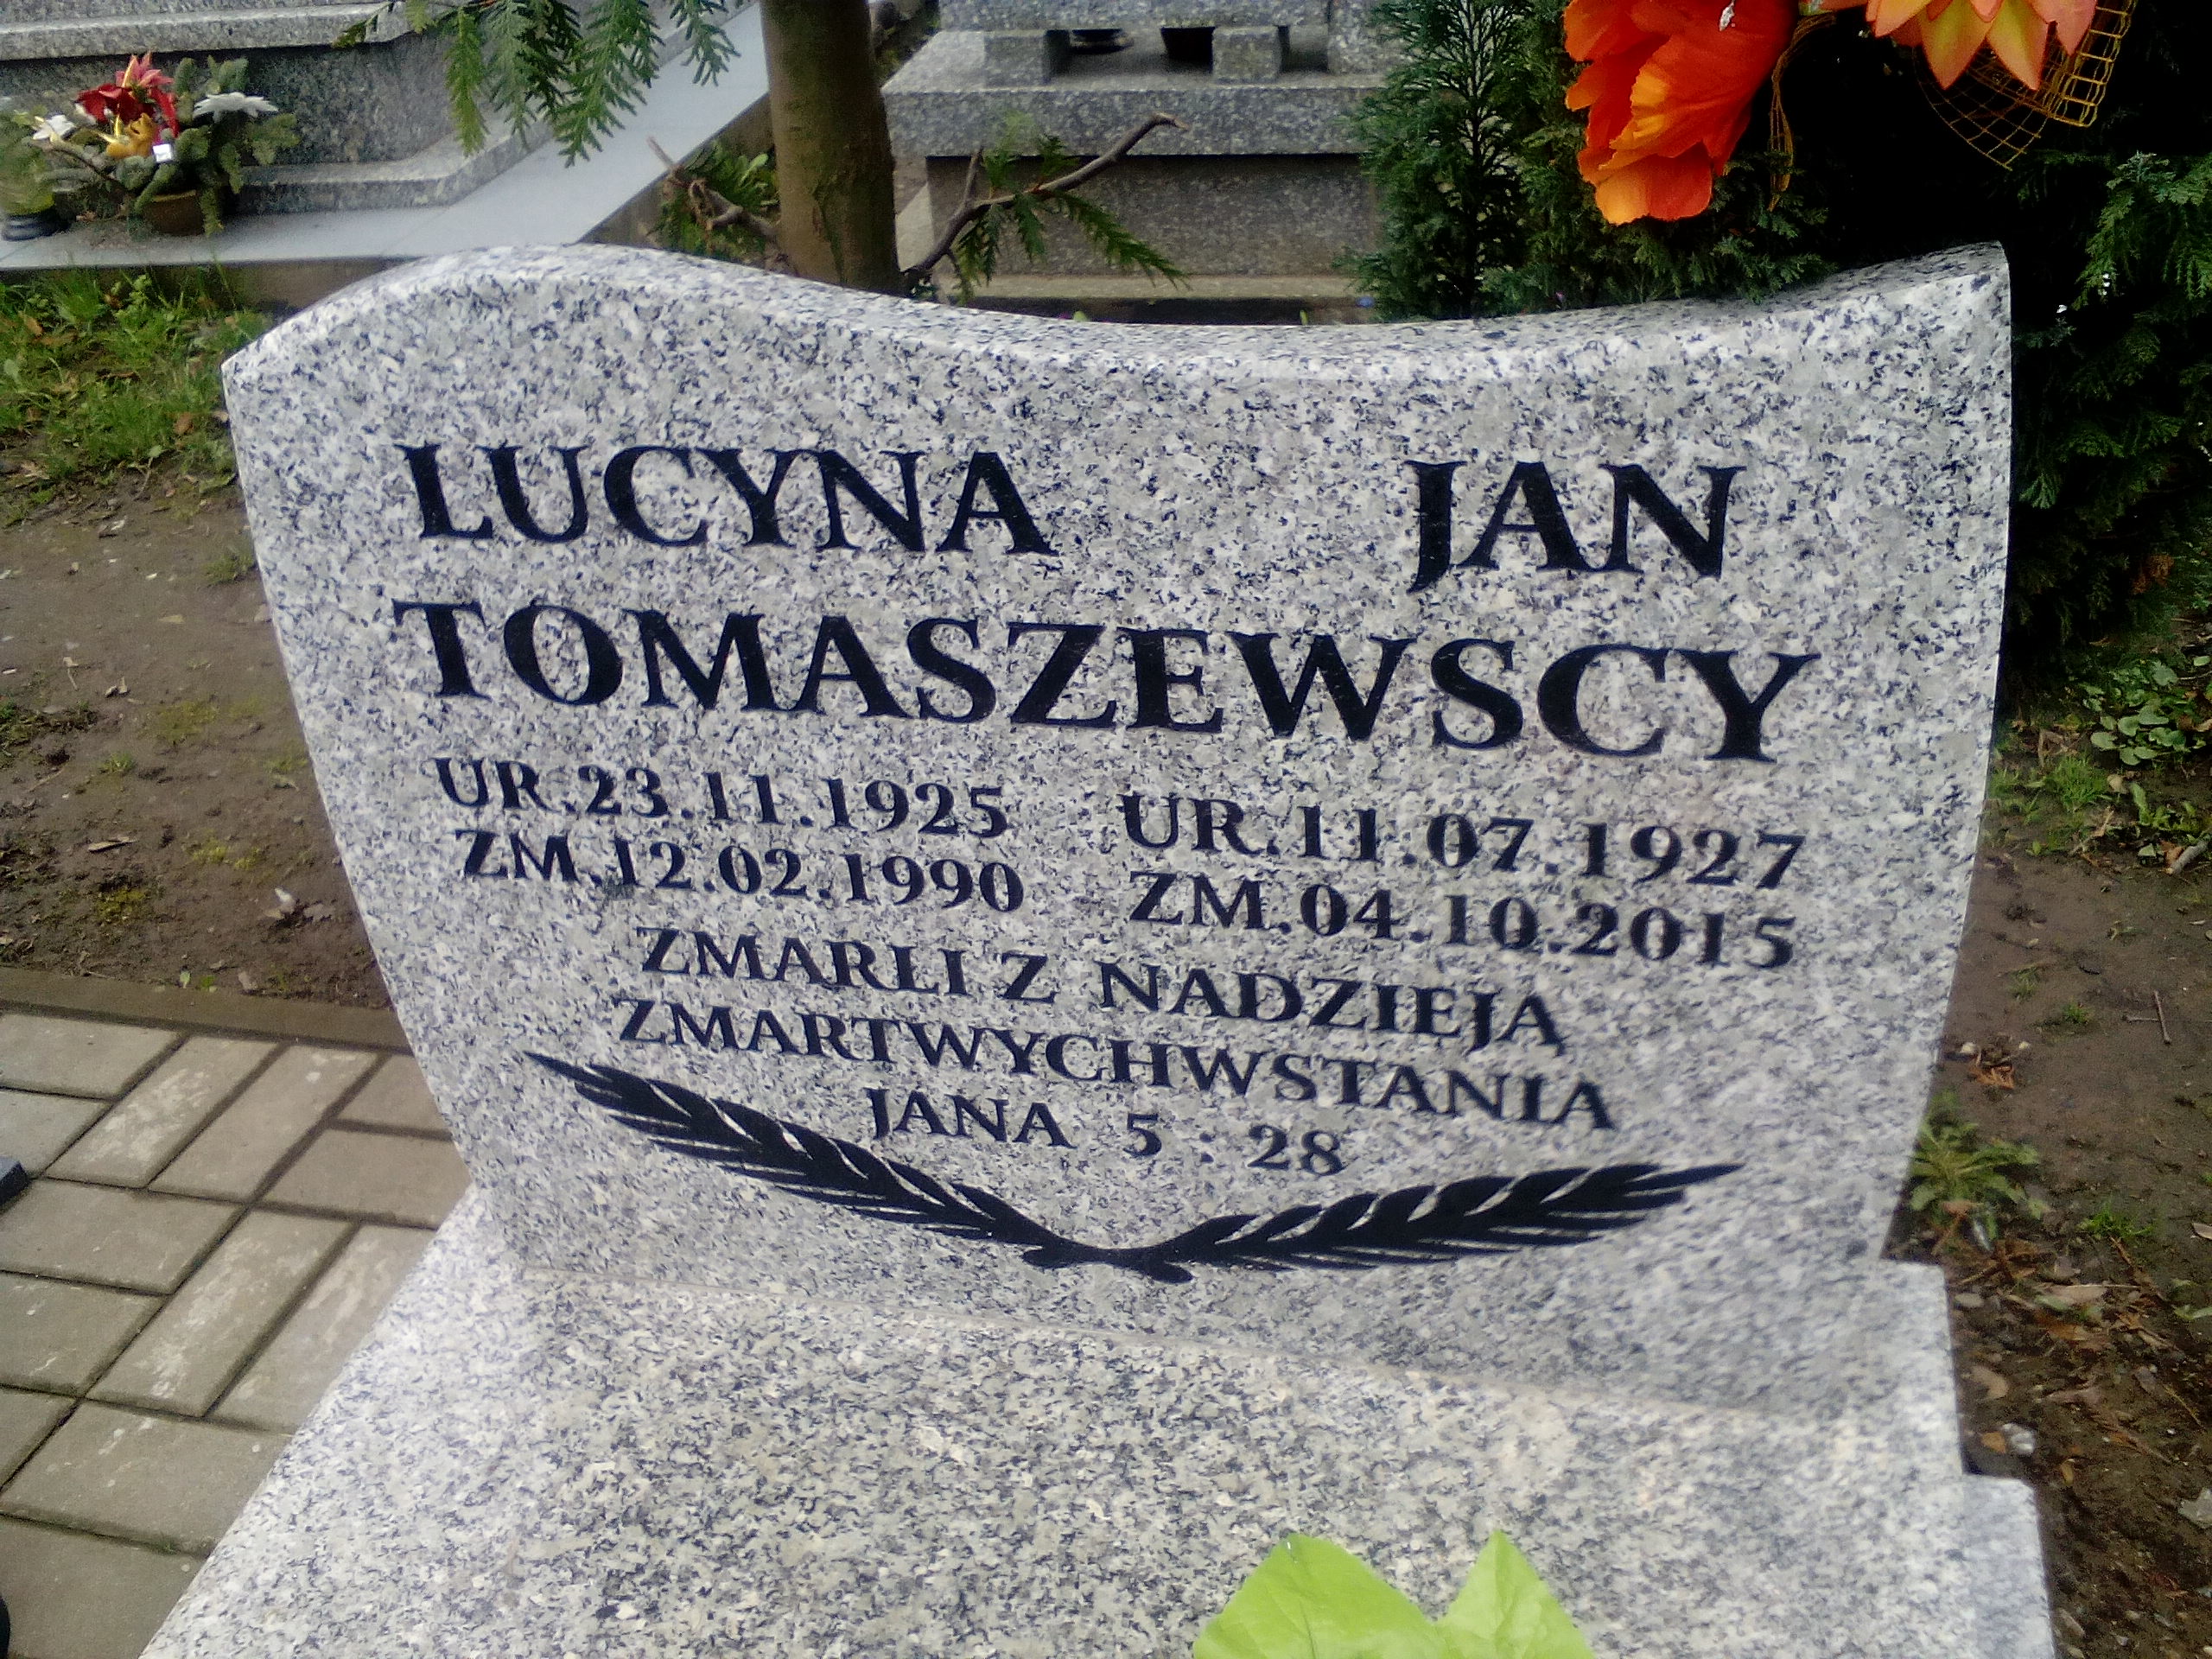 LUCYNA JAN
TOMASZEWSCY
UR.23.11.1925 UR.11.07.1927
ZM.12.02.1990 ZM.04.10.2015
ZMARLI Z NADZIEJĄ
ZMARTWYCHWSTANIA
JANA 5 : 28